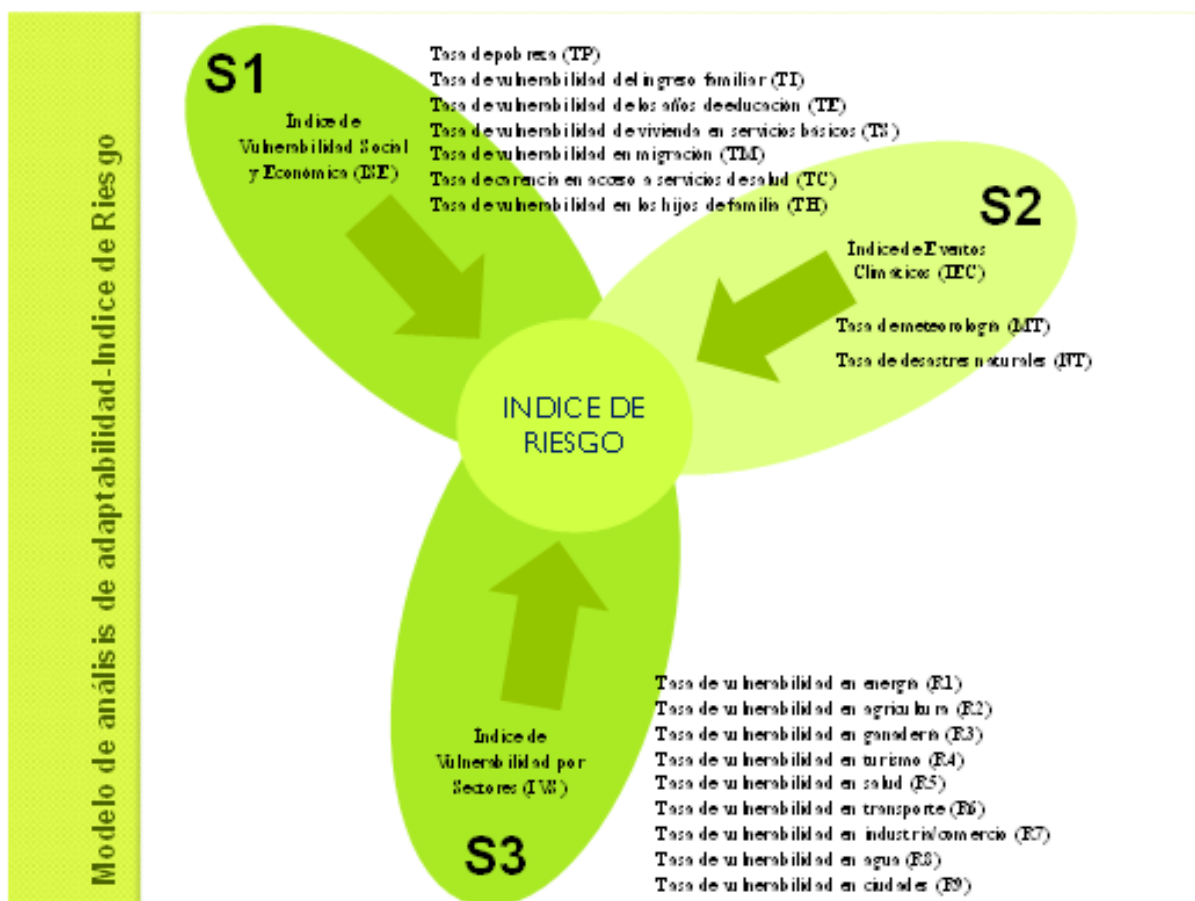 Modelo de análisis de adaptabilidad-Indice de Riesgo
S1
Índice de
Vulnerabilidad Social
y Económica (ISE)
Tasa de pobreza (TP)
Tasa de vulnerabilidad del ingreso familiar (TI)
Tasa de vulnerabilidad de los años de educación (TE)
Tasa de vulnerabilidad de vivienda en servicios básicos (TS)
Tasa de vulnerabilidad en migración (TM)
Tasa de carencia en acceso a servicios de salud (TC)
Tasa de vulnerabilidad en los hijos de familia (TH)
S2
Índice de Eventos
Climáticos (IEC)
Tasa de meteorología (MT)
Tasa de desastres naturales (NT)
INDICE DE
RIESGO
Índice de
Vulnerabilidad por
Sectores (IVS)
S3
Tasa de vulnerabilidad en energía (R1)
Tasa de vulnerabilidad en agricultura (R2)
Tasa de vulnerabilidad en ganadería (R3)
Tasa de vulnerabilidad en turismo (R4)
Tasa de vulnerabilidad en salud (R5)
Tasa de vulnerabilidad en transporte (R6)
Tasa de vulnerabilidad en industria/comercio (R7)
Tasa de vulnerabilidad en agua (R8)
Tasa de vulnerabilidad en ciudades (R9)